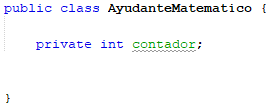 public class AyudanteMatematico {
private int contador;
}